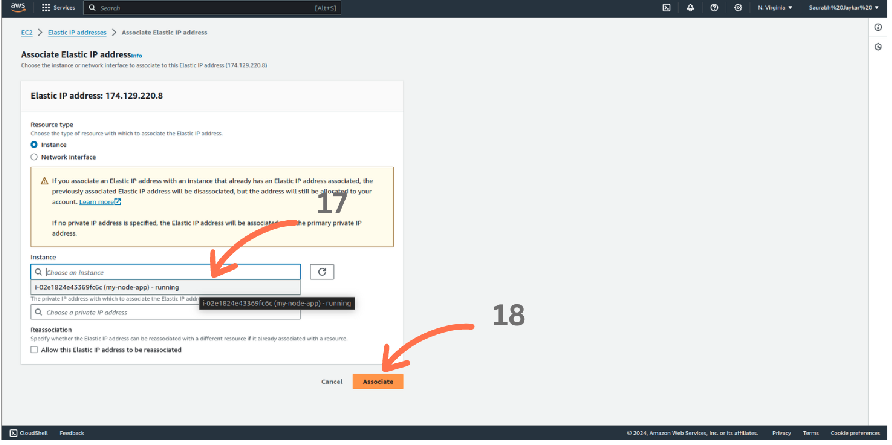 aws
Services
Search
[Alt+S]
N. Virginia
Saurabh%20Jantkar%20
EC2 > Elastic IP addresses > Associate Elastic IP address
Associate Elastic IP address Info
Choose the instance or network interface to associate to this Elastic IP address (174.129.220.8)
Elastic IP address: 174.129.220.8
Resource type
Choose the type of resource with which to associate the Elastic IP address.
Instance
Network interface
If you associate an Elastic IP address with an instance that already has an Elastic IP address associated, the
previously associated Elastic IP address will be disassociated, but the address will still be allocated to your
account. Learn more
17
If no private IP address is specified, the Elastic IP address will be associated the primary private IP
address.
Instance
Choose an instance
i-02e1824e43369fc6c (my-node-app) - running
The private IP address with which to associate the Elastic IP addr
i-02e1824e43369fc6c (my-node-app) - running
Choose a private IP address
18
Reassociation
Specify whether the Elastic IP address can be reassociated with a different resource if it already associated with a resource
Allow this Elastic IP address to be reassociated
Cancel
Associate
CloudShell
Feedback
© 2024, Amazon Web Services, Inc. or its affiliates.
Privacy
Terms
Cookie preferences